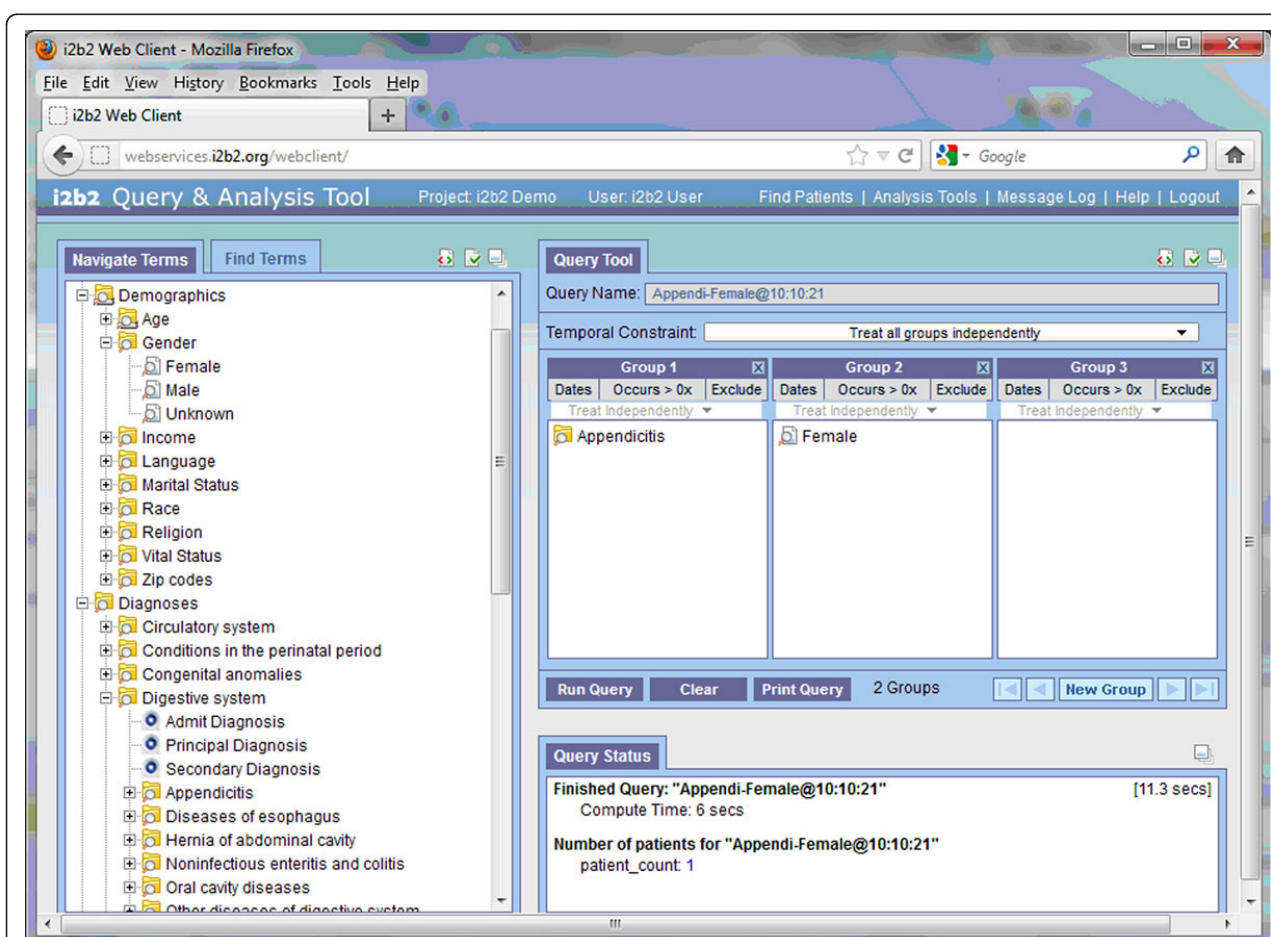 i2b2 Web Client - Mozilla Firefox
File Edit View History Bookmarks Tools Help
i2b2 Web Client
webservices.i2b2.org/webclient/
Google
i2b2 Query & Analysis Tool Project: i2b2 Demo User: i2b2 User Find Patients | Analysis Tools | Message Log | Help | Logout
Navigate Terms Find Terms
Demographics
Age
Gender
Female
Male
Unknown
Income
Language
Marital Status
Race
Religion
Vital Status
Zip codes
Diagnoses
Circulatory system
Conditions in the perinatal period
Congenital anomalies
Digestive system
Admit Diagnosis
Principal Diagnosis
Secondary Diagnosis
Appendicitis
Diseases of esophagus
Hernia of abdominal cavity
Noninfectious enteritis and colitis
Oral cavity diseases
Other diseases of digestive system
Query Tool
Query Name: Appendi-Female@10:10:21
Temporal Constraint: Treat all groups independently
Group 1 Group 2 Group 3
Dates Occurs > 0x Exclude Dates Occurs > 0x Exclude Dates Occurs > 0x Exclude
Treat Independently Treat Independently Treat Independently
Appendicitis Female
Run Query Clear Print Query 2 Groups New Group
Query Status
Finished Query: "Appendi-Female@10:10:21" [11.3 secs]
Compute Time: 6 secs
Number of patients for "Appendi-Female@10:10:21"
patient_count: 1